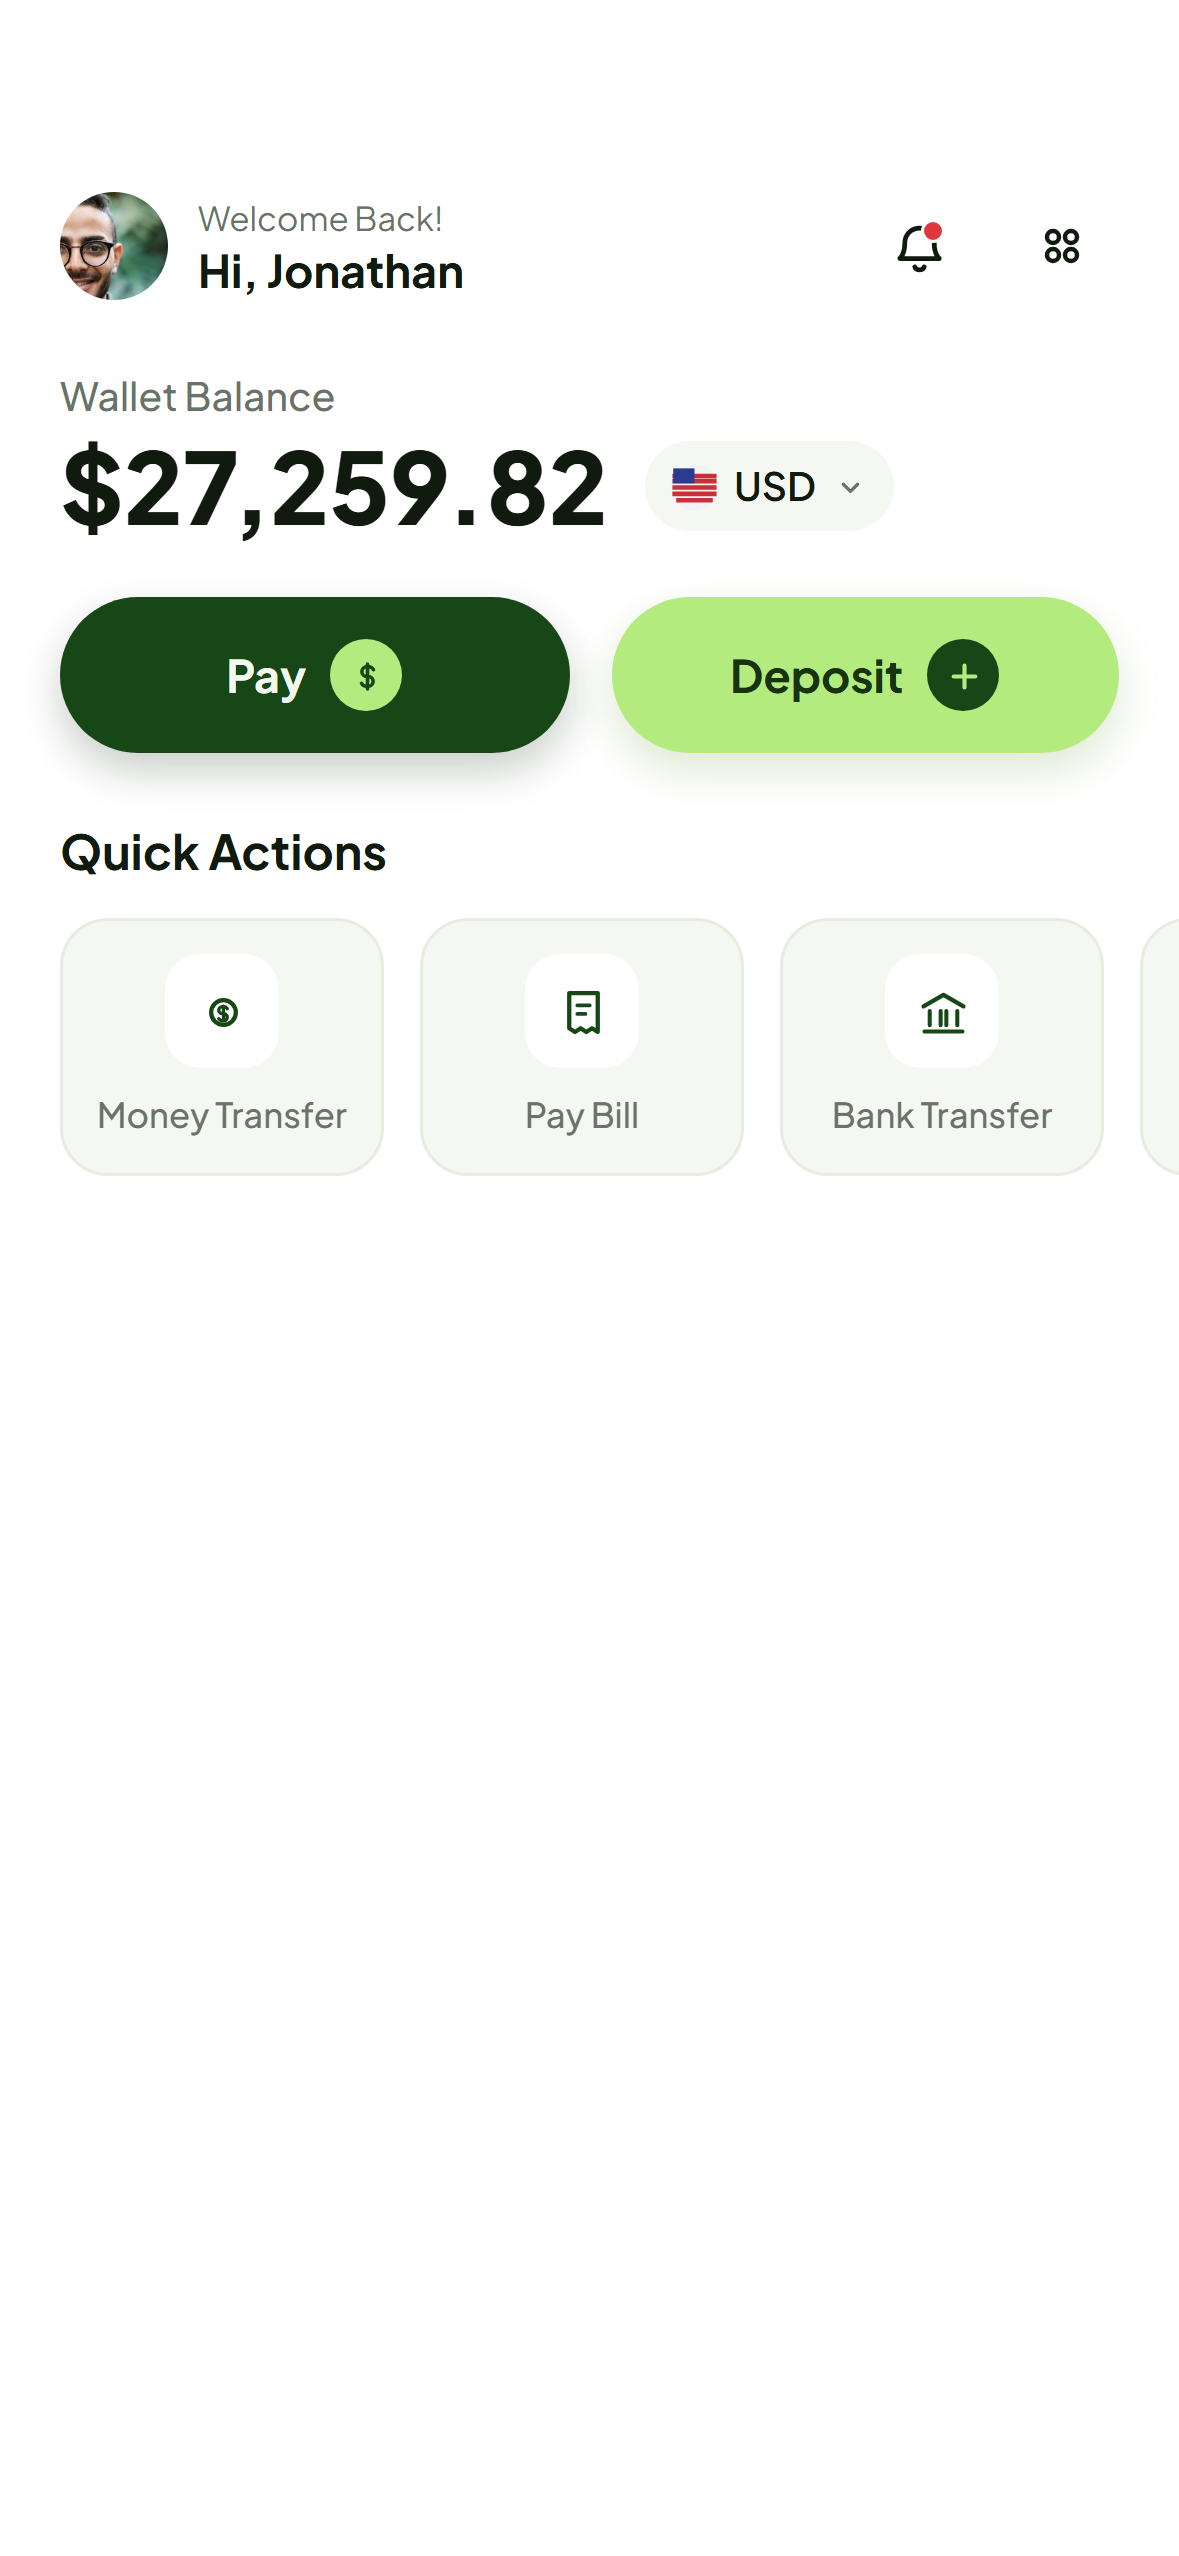 Welcome Back!
Hi, Jonathan
Wallet Balance
$27,259.82
USD
Pay $
Deposit
Quick Actions
Money Transfer
Pay Bill
Bank Transfer